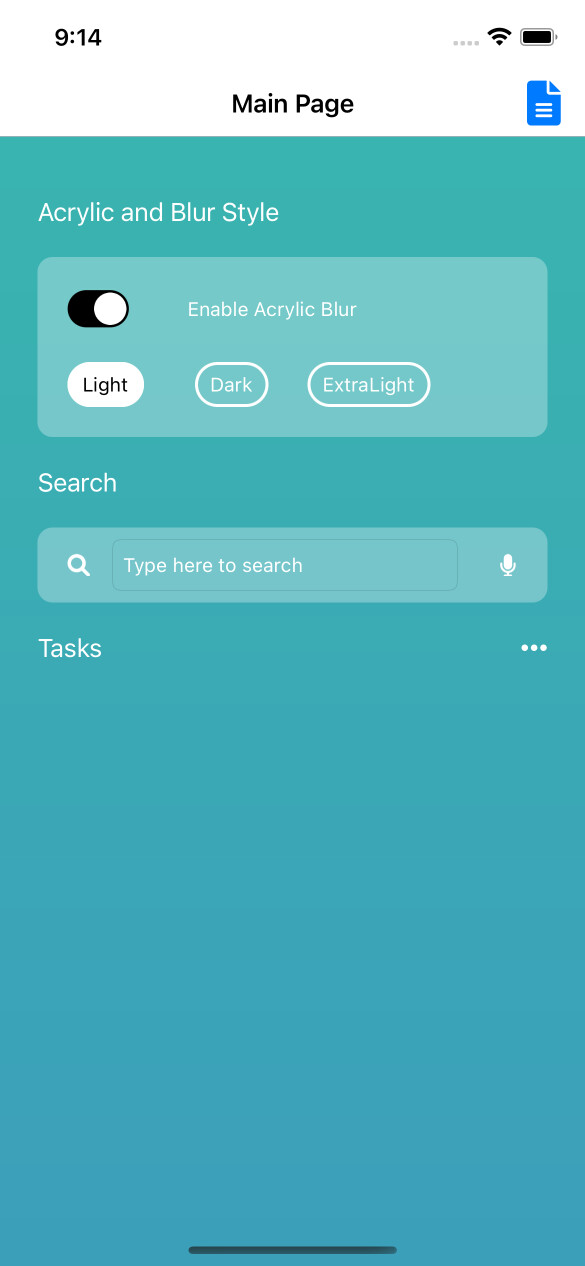 9:14
Main Page
Acrylic and Blur Style
Enable Acrylic Blur
Light Dark ExtraLight
Search
Type here to search
Tasks